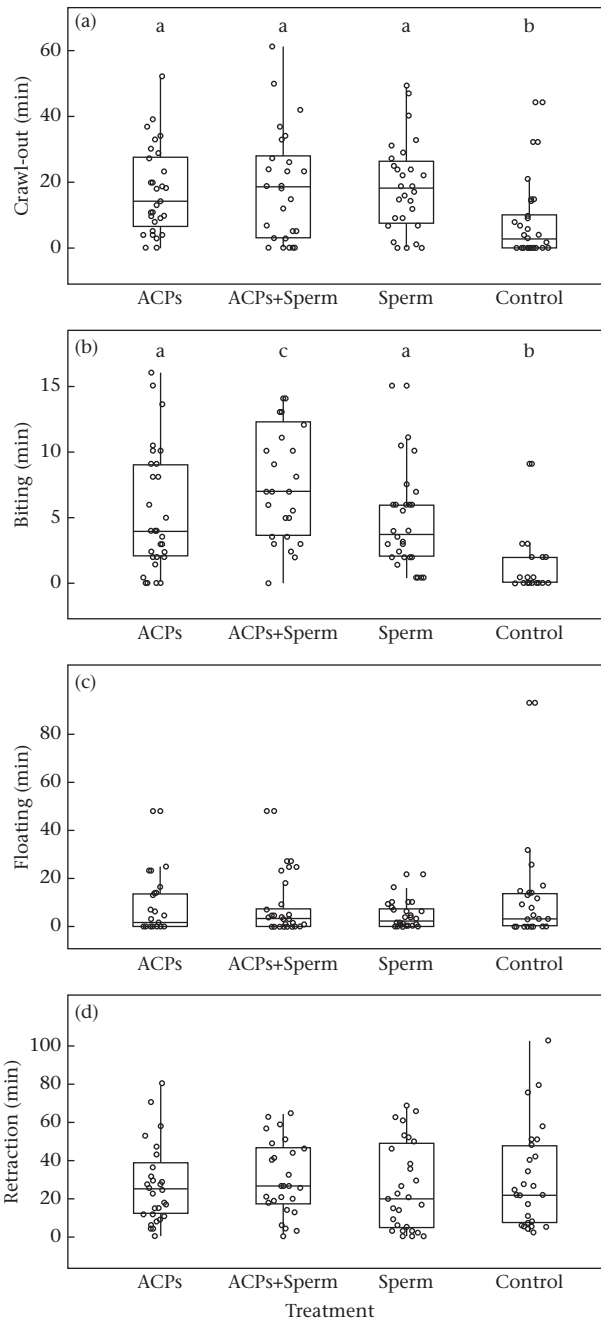 (a) a a a b
60
40
20
0
Crawl-out (min)
ACPs ACPs+Sperm Sperm Control
(b) a c a b
15
10
5
0
Biting (min)
ACPs ACPs+Sperm Sperm Control
(c)
80
60
40
20
0
Floating (min)
ACPs ACPs+Sperm Sperm Control
(d)
100
80
60
40
20
0
Retraction (min)
ACPs ACPs+Sperm Sperm Control
Treatment